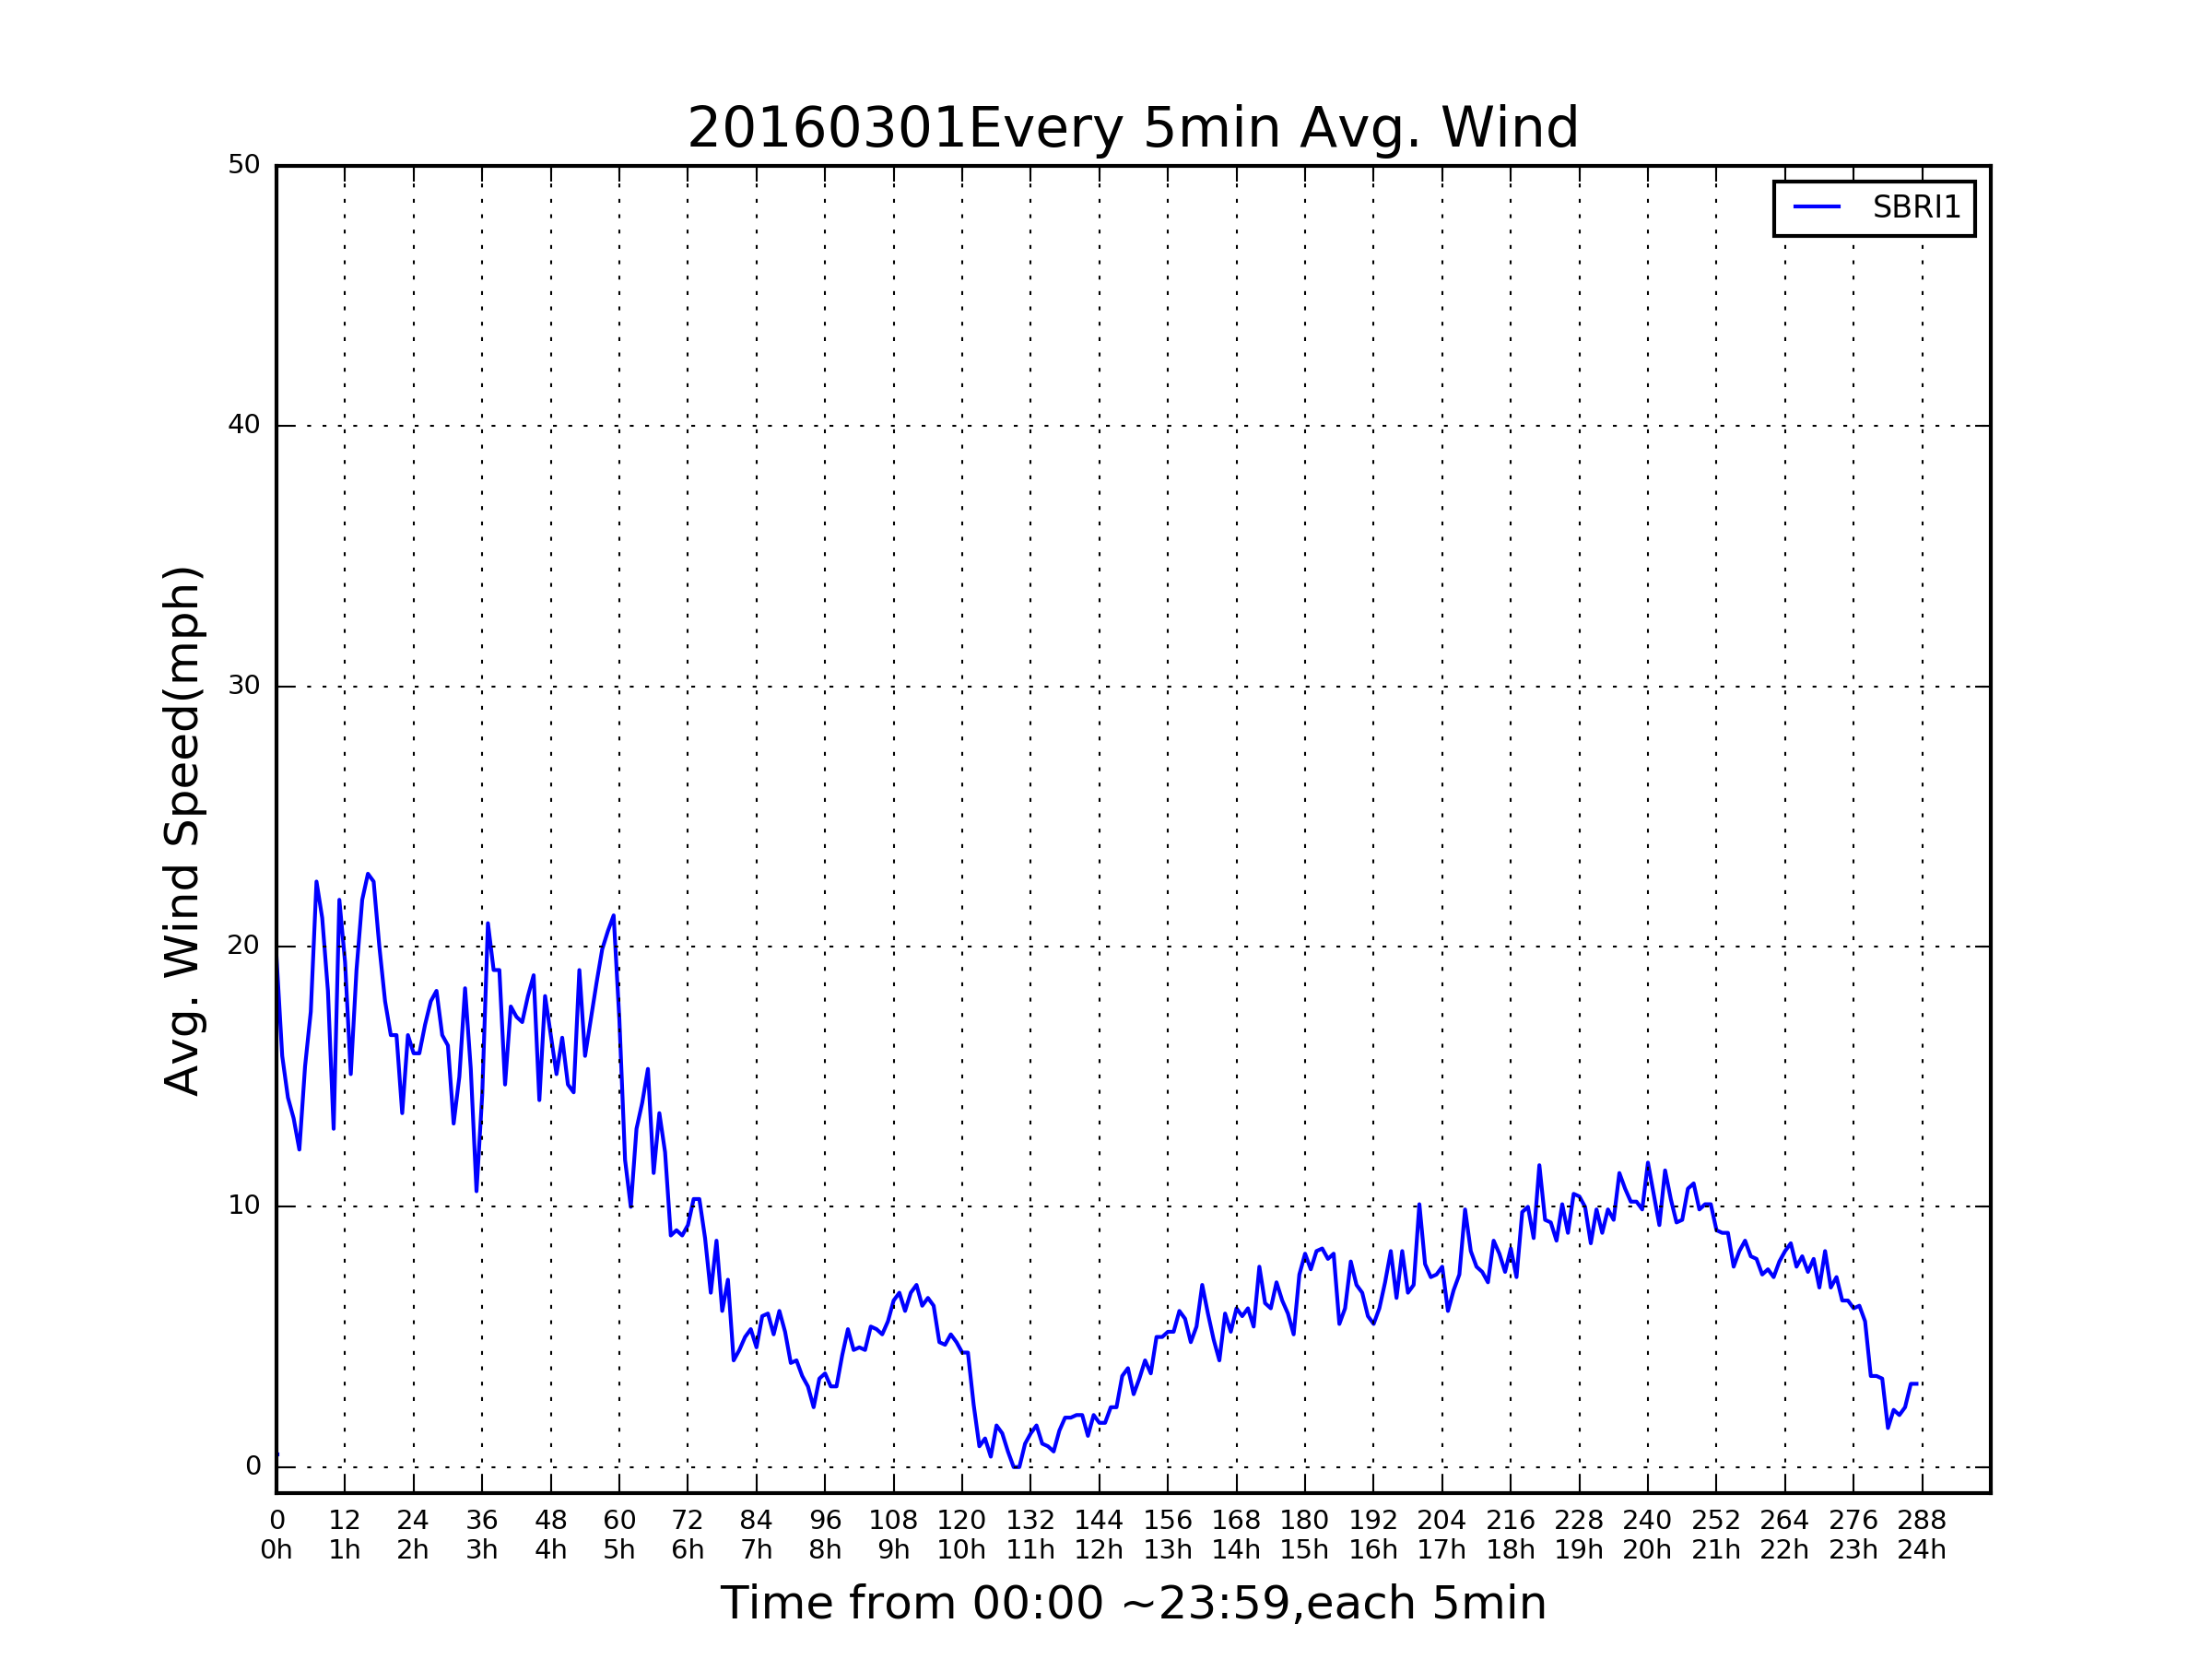 20160301Every 5min Avg. Wind
SBRI1
Avg. Wind Speed(mph)
50
40
30
20
10
0
0 12 24 36 48 60 72 84 96 108 120 132 144 156 168 180 192 204 216 228 240 252 264 276 288
0h 1h 2h 3h 4h 5h 6h 7h 8h 9h 10h 11h 12h 13h 14h 15h 16h 17h 18h 19h 20h 21h 22h 23h 24h
Time from 00:00 ~23:59,each 5min